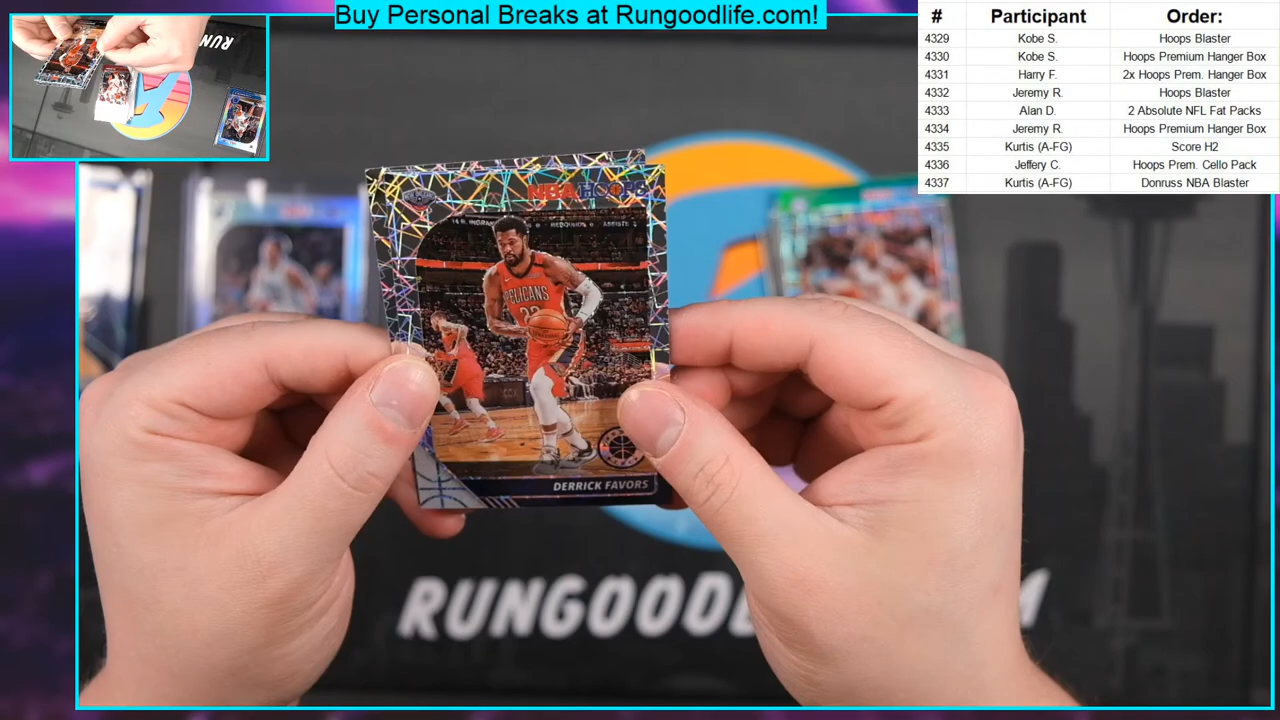 Buy Personal Breaks at Rungoodlife.com!
# Participant Order:
4329 Kobe S. Hoops Blaster
4330 Kobe S. Hoops Premium Hanger Box
4331 Harry F. 2x Hoops Prem. Hanger Box
4332 Jeremy R. Hoops Blaster
4333 Alan D. 2 Absolute NFL Fat Packs
4334 Jeremy R. Hoops Premium Hanger Box
4335 Kurtis (A-FG) Score H2
4336 Jeffery C. Hoops Prem. Cello Pack
4337 Kurtis (A-FG) Donruss NBA Blaster
RUNG
NBA HOOPS
PELICANS
22
DERRICK FAVORS
RUNGOODL M